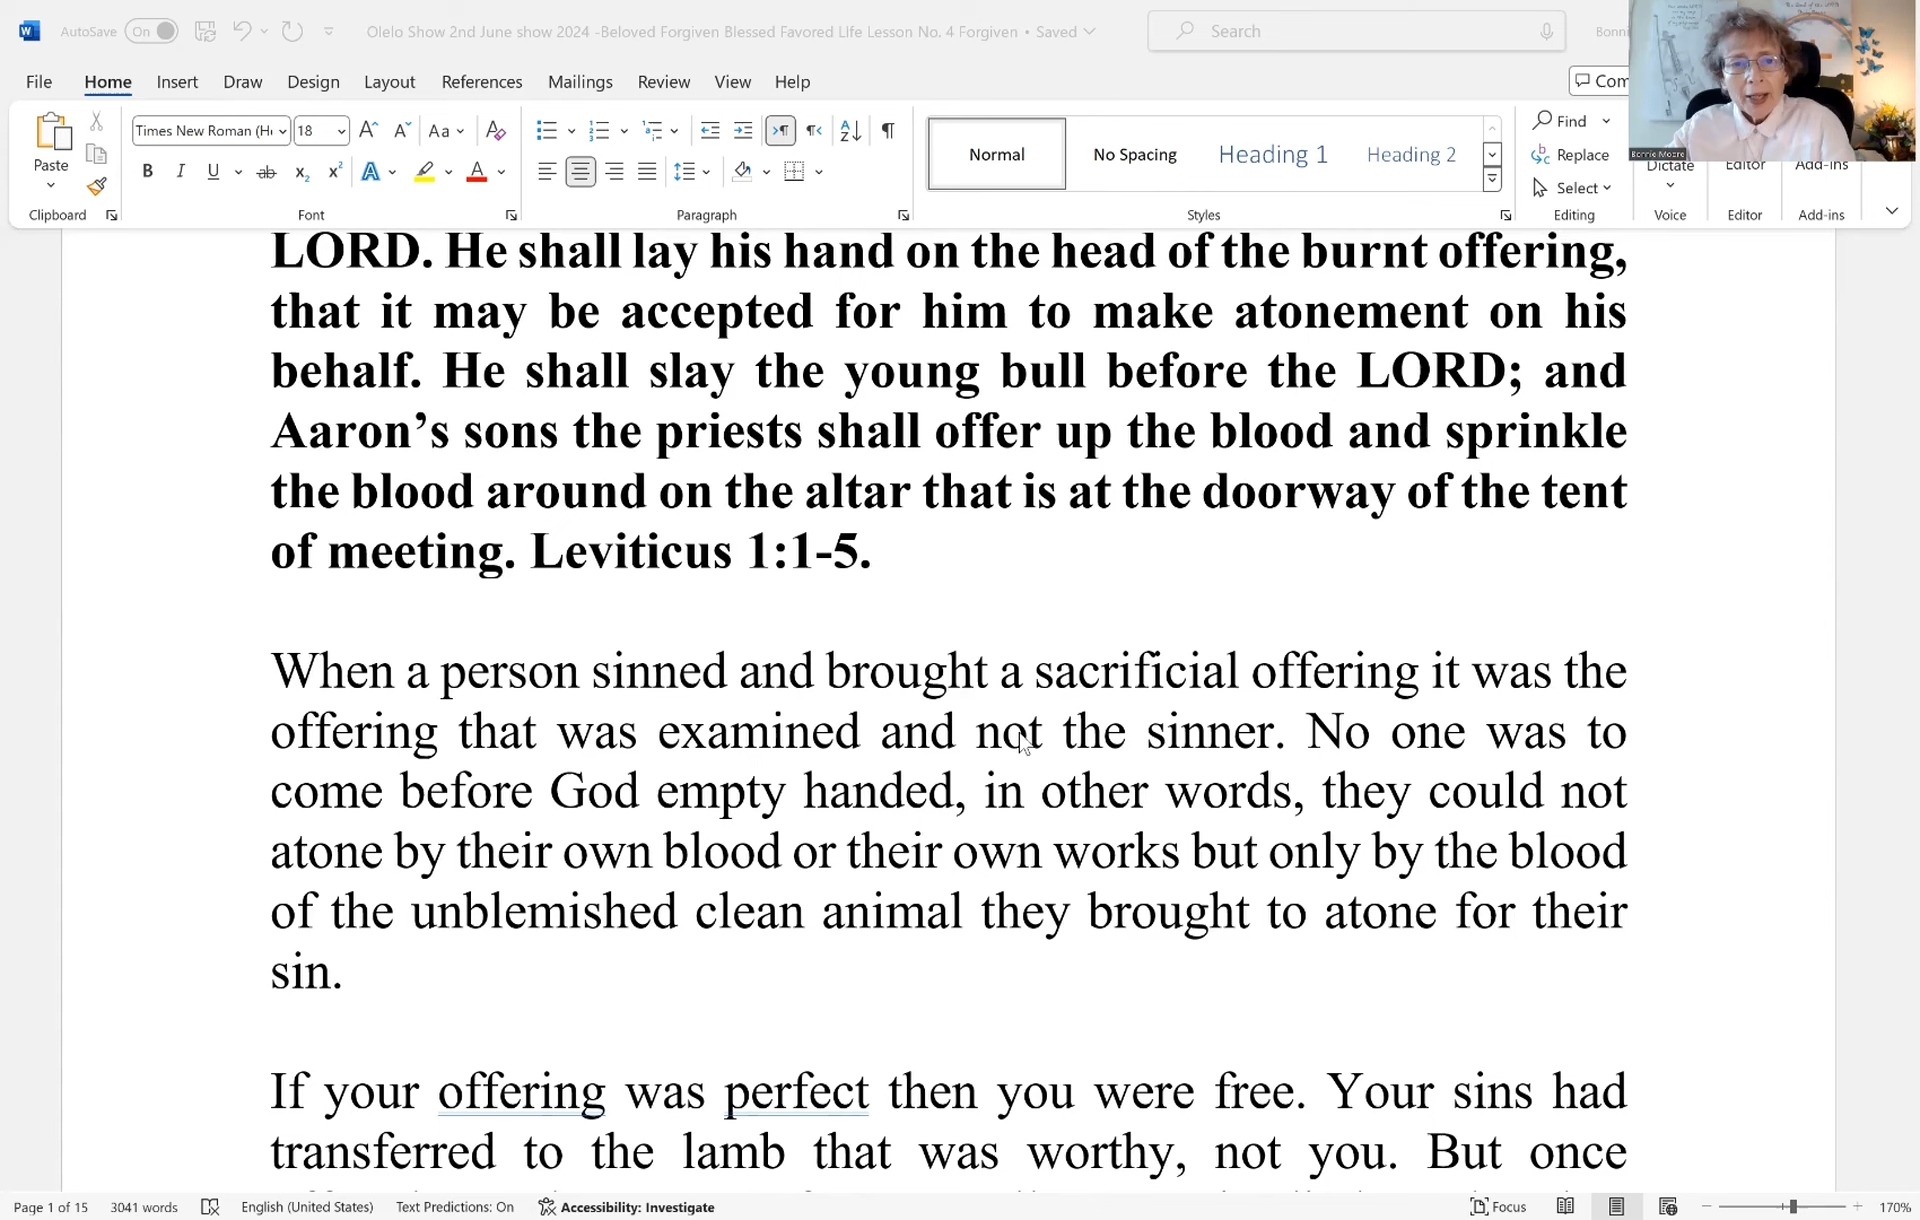 AutoSave On Olelo Show 2nd June show 2024 -Beloved Forgiven Blessed Favored LIfe Lesson No. 4 Forgiven • Saved Search Bonni
File Home Insert Draw Design Layout References Mailings Review View Help Com
Times New Roman (He 18 Aa
Paste
B I U ab x2 x2 A A
Normal No Spacing Heading 1 Heading 2
Find
Replace
Select
Dictate Editor Add-ins
Clipboard Font Paragraph Styles Editing Voice Editor Add-ins
Bonnie Moore
LORD. He shall lay his hand on the head of the burnt offering,
that it may be accepted for him to make atonement on his
behalf. He shall slay the young bull before the LORD; and
Aaron’s sons the priests shall offer up the blood and sprinkle
the blood around on the altar that is at the doorway of the tent
of meeting. Leviticus 1:1-5.
When a person sinned and brought a sacrificial offering it was the
offering that was examined and not the sinner. No one was to
come before God empty handed, in other words, they could not
atone by their own blood or their own works but only by the blood
of the unblemished clean animal they brought to atone for their
sin.
If your offering was perfect then you were free. Your sins had
transferred to the lamb that was worthy, not you. But once
Page 1 of 15 3041 words English (United States) Text Predictions: On Accessibility: Investigate Focus 170%